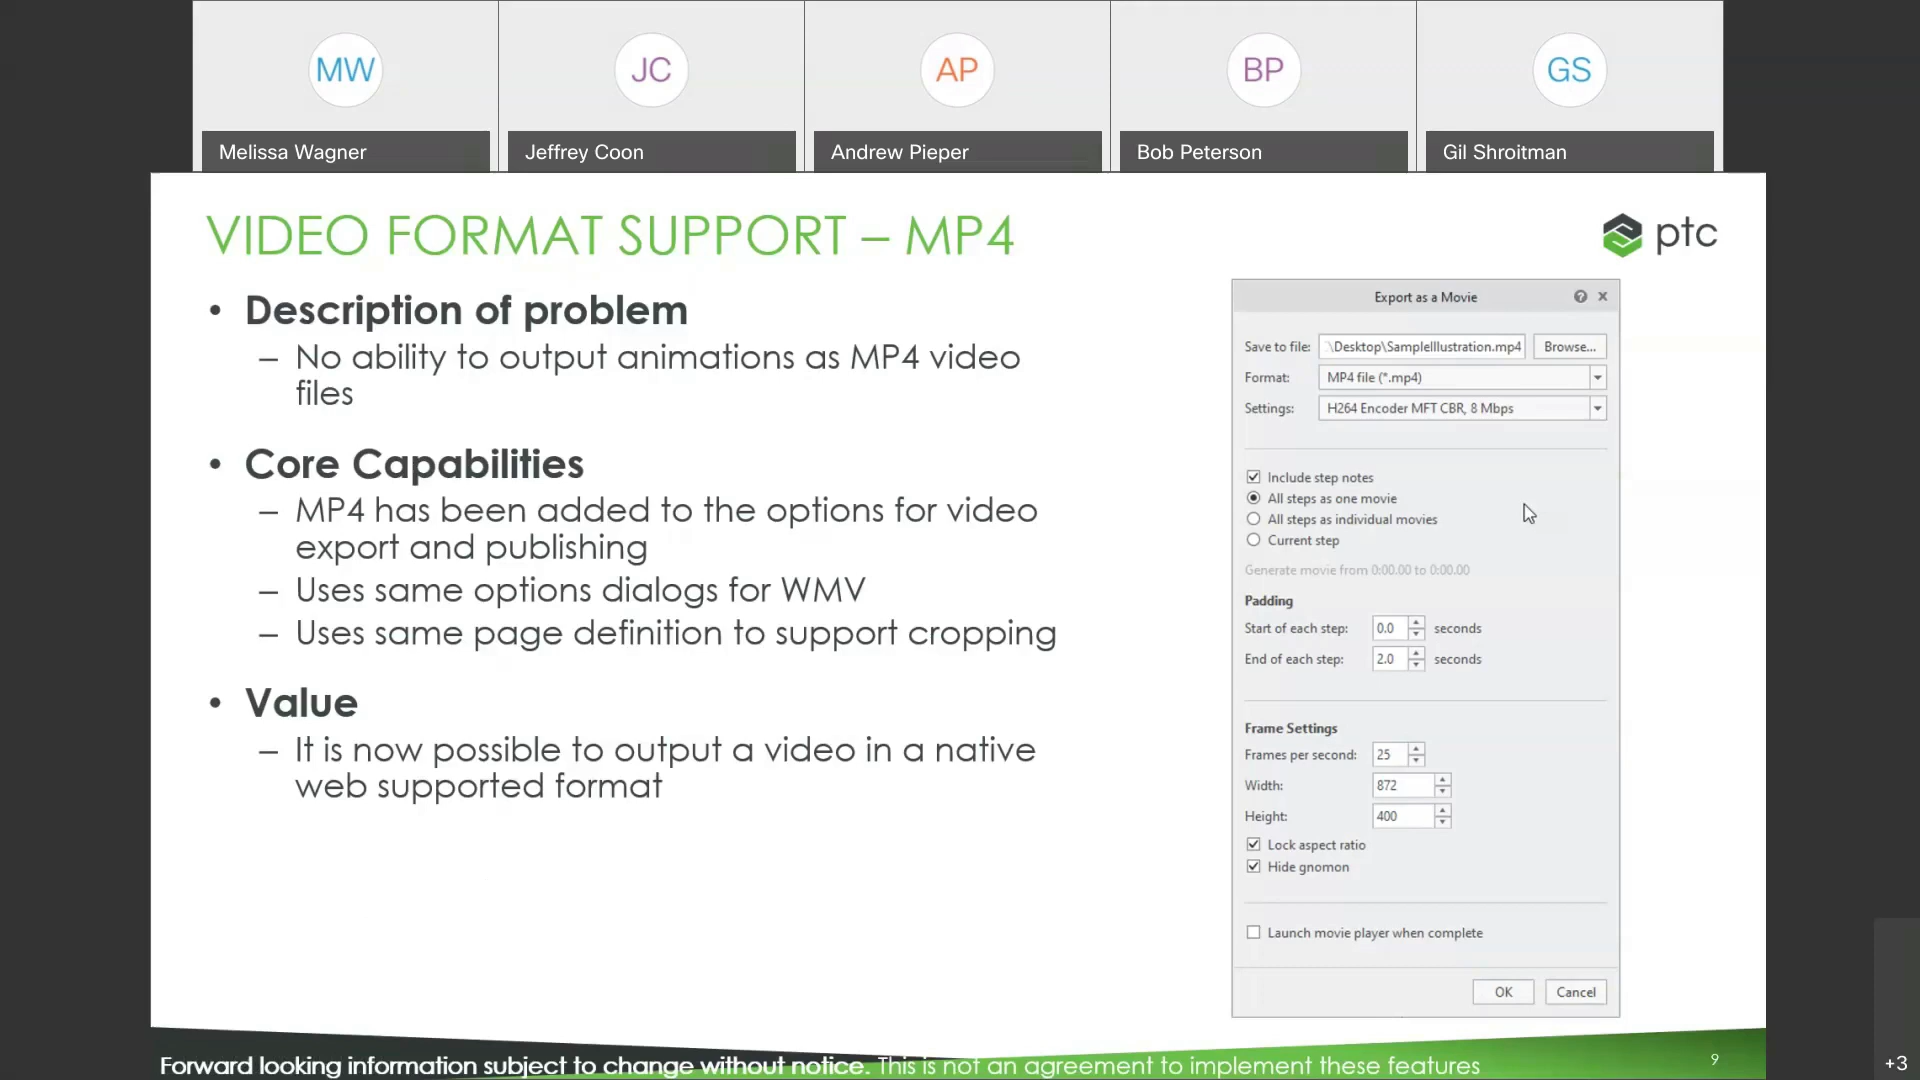 MW
JC
AP
BP
GS
Melissa Wagner
Jeffrey Coon
Andrew Pieper
Bob Peterson
Gil Shroitman
VIDEO FORMAT SUPPORT – MP4
ptc
• Description of problem
– No ability to output animations as MP4 video
files
• Core Capabilities
– MP4 has been added to the options for video
export and publishing
– Uses same options dialogs for WMV
– Uses same page definition to support cropping
• Value
– It is now possible to output a video in a native
web supported format
Export as a Movie
Save to file: :\Desktop\SampleIllustration.mp4 Browse...
Format: MP4 file (*.mp4)
Settings: H264 Encoder MFT CBR, 8 Mbps
Include step notes
All steps as one movie
All steps as individual movies
Current step
Generate movie from 0:00.00 to 0:00.00
Padding
Start of each step: 0.0 seconds
End of each step: 2.0 seconds
Frame Settings
Frames per second: 25
Width: 872
Height: 400
Lock aspect ratio
Hide gnomon
Launch movie player when complete
OK Cancel
Forward looking information subject to change without notice. This is not an agreement to implement these features
9
+3